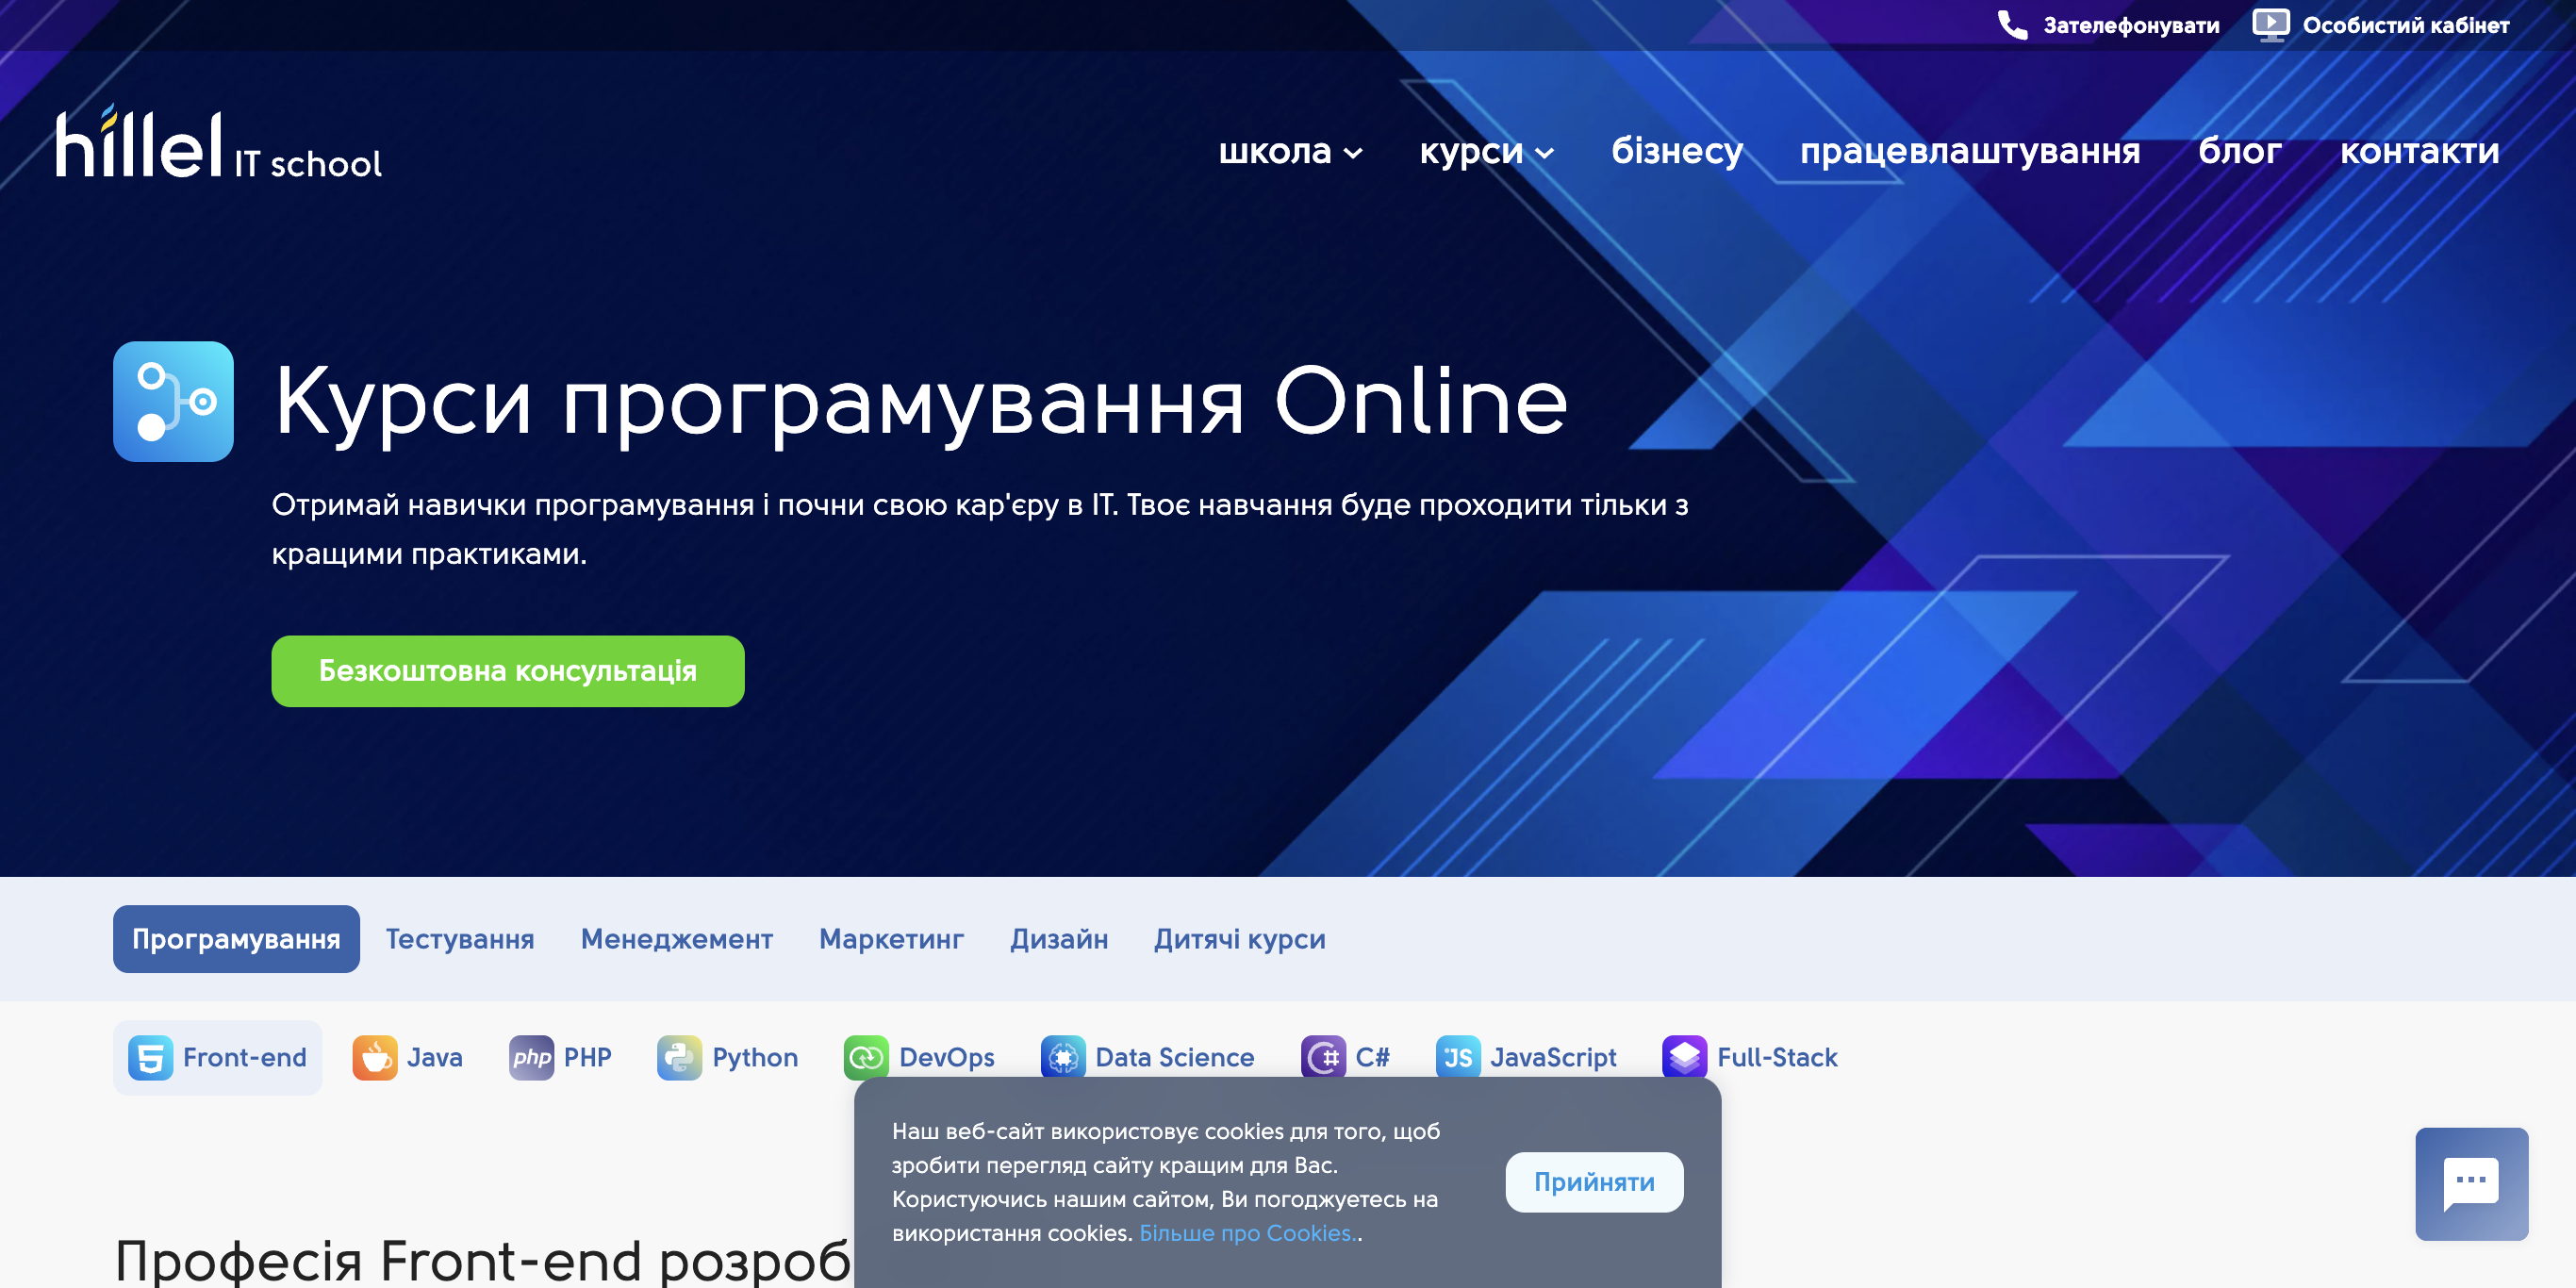 Зателефонувати
Особистий кабінет
hillel IT school
школа
курси
бізнесу
працевлаштування
блог
контакти
Курси програмування Online
Отримай навички програмування і почни свою кар'єру в IT. Твоє навчання буде проходити тільки з
кращими практиками.
Безкоштовна консультація
Програмування
Тестування
Менеджемент
Маркетинг
Дизайн
Дитячі курси
Front-end
Java
php PHP
Python
DevOps
Data Science
C#
JS JavaScript
Full-Stack
Наш веб-сайт використовує cookies для того, щоб
зробити перегляд сайту кращим для Вас.
Користуючись нашим сайтом, Ви погоджуетесь на
використання cookies. Більше про Cookies..
Прийняти
Професія Front-end розроб